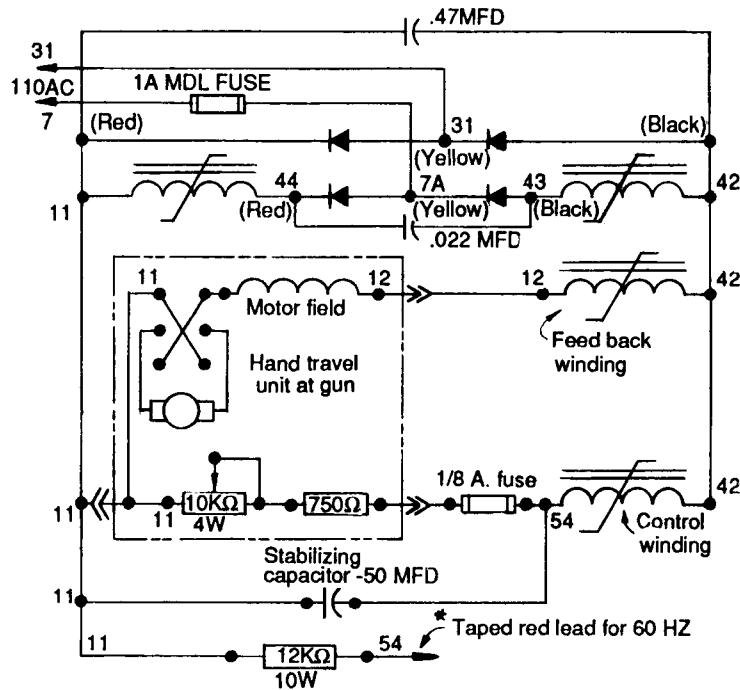 .47MFD
31
110AC
1A MDL FUSE
7
(Red)
31
(Black)
(Yellow)
44
7A
43
42
11
(Red)
(Yellow)
(Black)
.022 MFD
11
12
12
42
Motor field
Feed back
winding
Hand travel
unit at gun
1/8 A. fuse
42
11
11
10KΩ
4W
750Ω
54
Control
winding
Stabilizing
capacitor -50 MFD
11
11
54
* Taped red lead for 60 HZ
12KΩ
10W